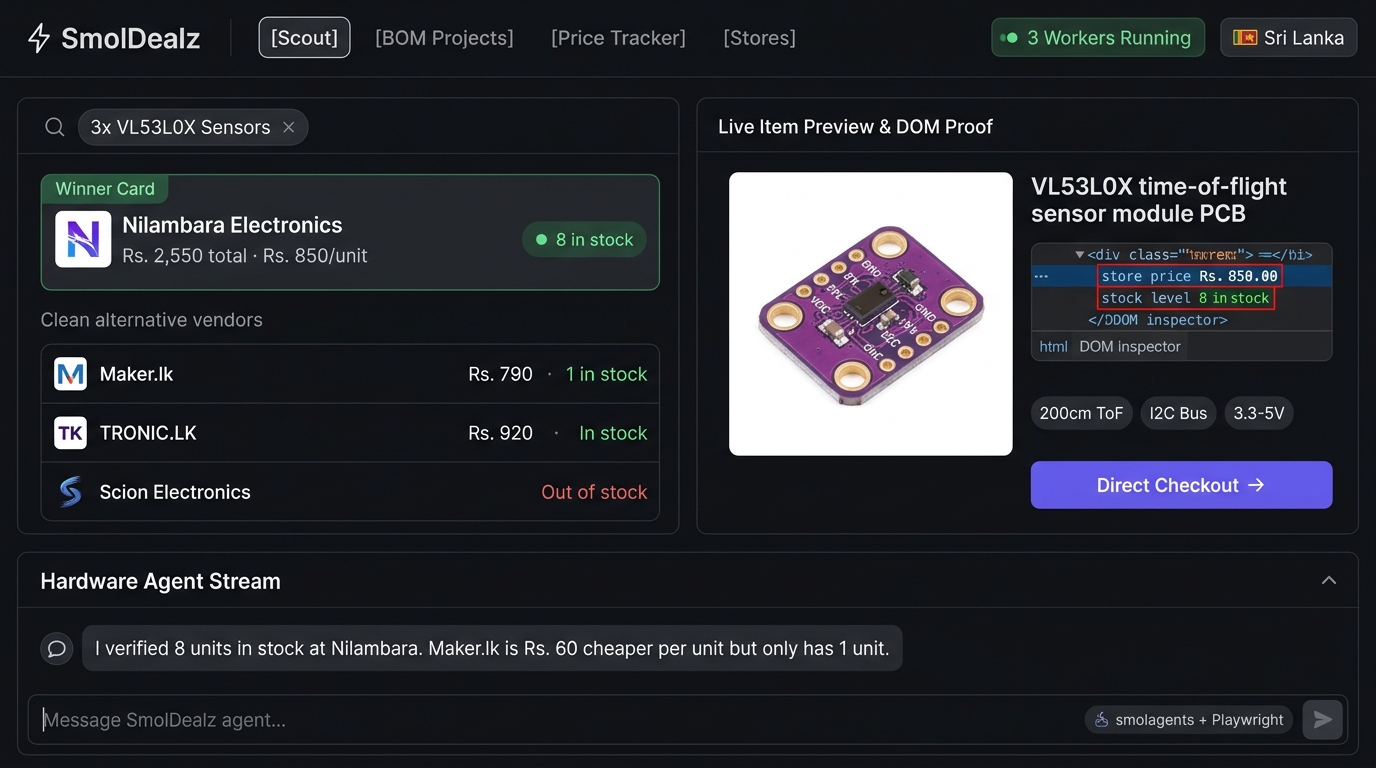 SmolDealz
[Scout]
[BOM Projects]
[Price Tracker]
[Stores]
3 Workers Running
Sri Lanka
3x VL53L0X Sensors ×
Winner Card
N
Nilambara Electronics
Rs. 2,550 total · Rs. 850/unit
8 in stock
Clean alternative vendors
M
Maker.lk
Rs. 790 · 1 in stock
TK
TRONIC.LK
Rs. 920 · In stock
S
Scion Electronics
Out of stock
Live Item Preview & DOM Proof
VL53L0X time-of-flight
sensor module PCB
<div class="
store price Rs. 850.00
stock level 8 in stock
</DDOM inspector>
html DOM inspector
200cm ToF
I2C Bus
3.3-5V
Direct Checkout →
Hardware Agent Stream
I verified 8 units in stock at Nilambara. Maker.lk is Rs. 60 cheaper per unit but only has 1 unit.
Message SmolDealz agent...
smolagents + Playwright